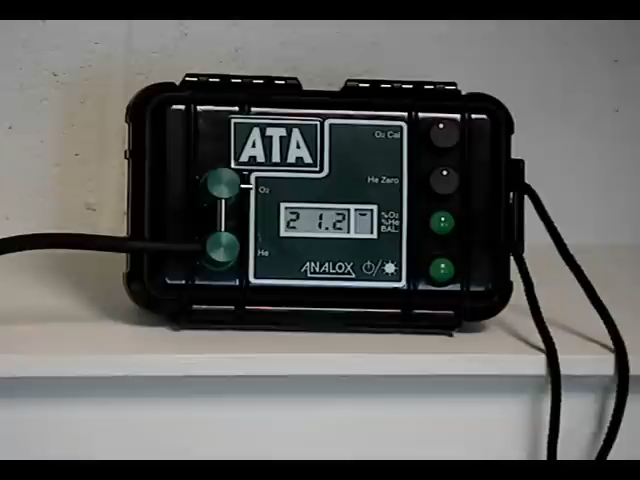 ATA
O2 Cal
He Zero
O2
21.2
%O2
%He
BAL.
He
ANALOX